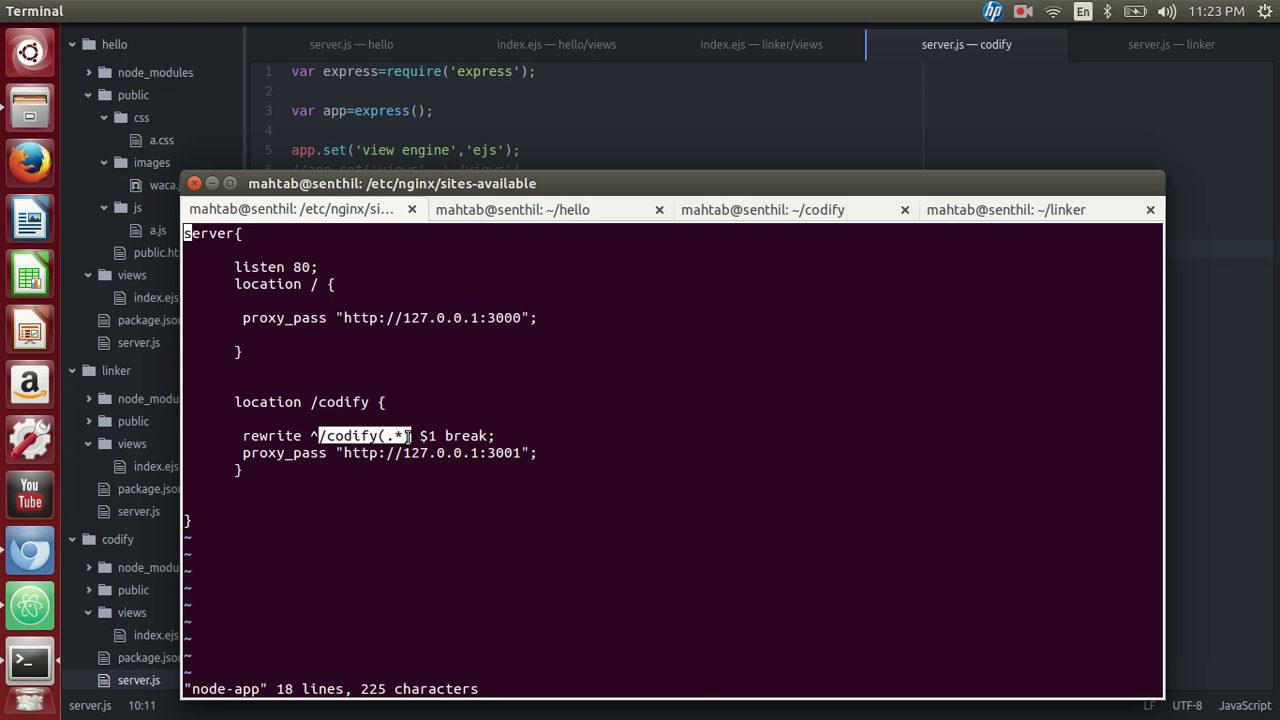 Terminal
En
11:23 PM
hello
node_modules
public
css
a.css
images
waca.
js
a.js
public.ht
views
index.ejs
package.json
server.js
linker
node_modu
public
views
index.ejs
package.json
server.js
codify
node_modu
public
views
index.ejs
package.json
server.js
server.js — hello
index.ejs — hello/views
index.ejs — linker/views
server.js — codify
server.js — linker
1 var express=require('express');
2
3 var app=express();
4
5 app.set('view engine','ejs');
mahtab@senthil: /etc/nginx/sites-available
mahtab@senthil: /etc/nginx/si...
mahtab@senthil: ~/hello
mahtab@senthil: ~/codify
mahtab@senthil: ~/linker
server{
listen 80;
location / {
proxy_pass "http://127.0.0.1:3000";
}
location /codify {
rewrite ^/codify(.*) $1 break;
proxy_pass "http://127.0.0.1:3001";
}
}
~
~
~
~
~
~
~
~
~
"node-app" 18 lines, 225 characters
server.js 10:11
LF UTF-8 JavaScript
hp
a
You
Tube